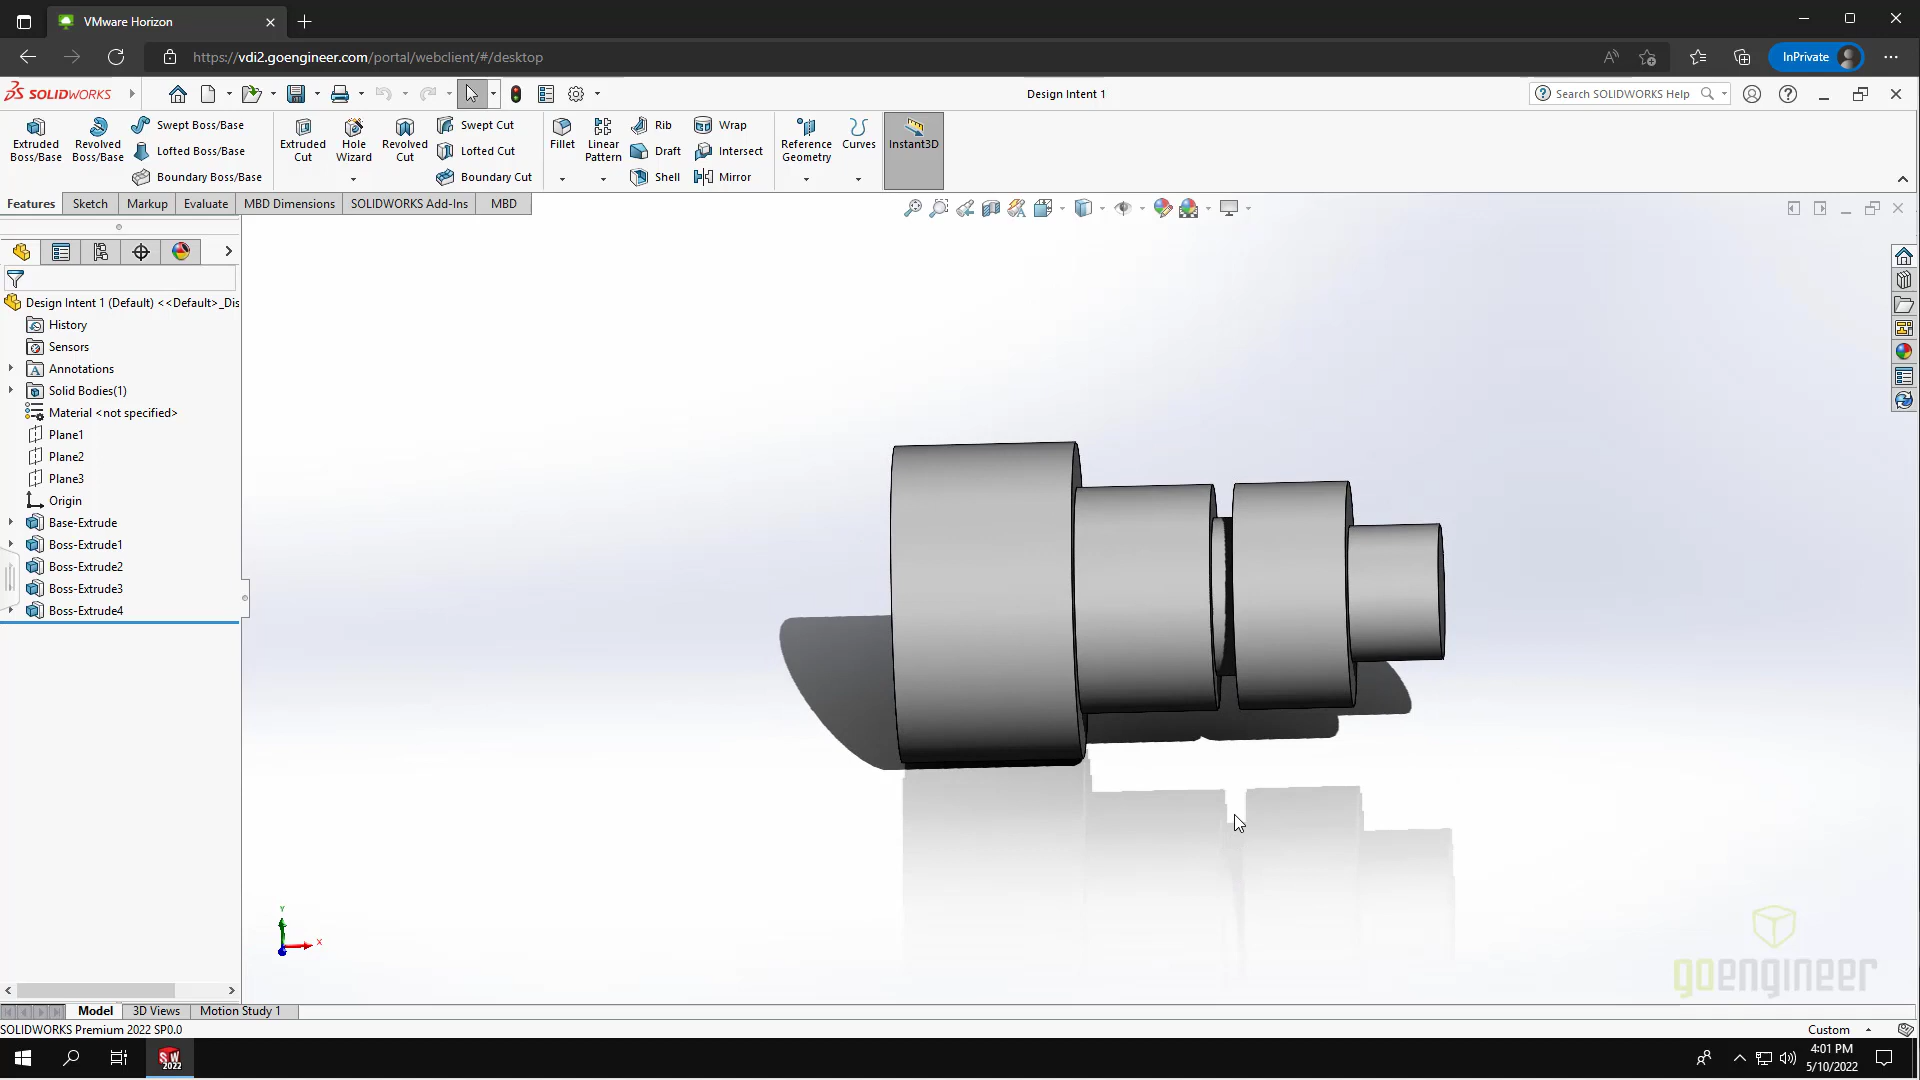 VMware Horizon
https://vdi2.goengineer.com/portal/webclient/#/desktop
InPrivate
SOLIDWORKS
Design Intent 1
Search SOLIDWORKS Help
Extruded Boss/Base
Revolved Boss/Base
Swept Boss/Base
Lofted Boss/Base
Boundary Boss/Base
Extruded Cut
Hole Wizard
Revolved Cut
Swept Cut
Lofted Cut
Boundary Cut
Fillet
Linear Pattern
Rib
Draft
Shell
Wrap
Intersect
Mirror
Reference Geometry
Curves
Instant3D
Features
Sketch
Markup
Evaluate
MBD Dimensions
SOLIDWORKS Add-Ins
MBD
Design Intent 1 (Default) <<Default>_Dis
History
Sensors
Annotations
Solid Bodies(1)
Material <not specified>
Plane1
Plane2
Plane3
Origin
Base-Extrude
Boss-Extrude1
Boss-Extrude2
Boss-Extrude3
Boss-Extrude4
Y
X
goengineer
Model
3D Views
Motion Study 1
SOLIDWORKS Premium 2022 SP0.0
Custom
SW
2022
4:01 PM
5/10/2022